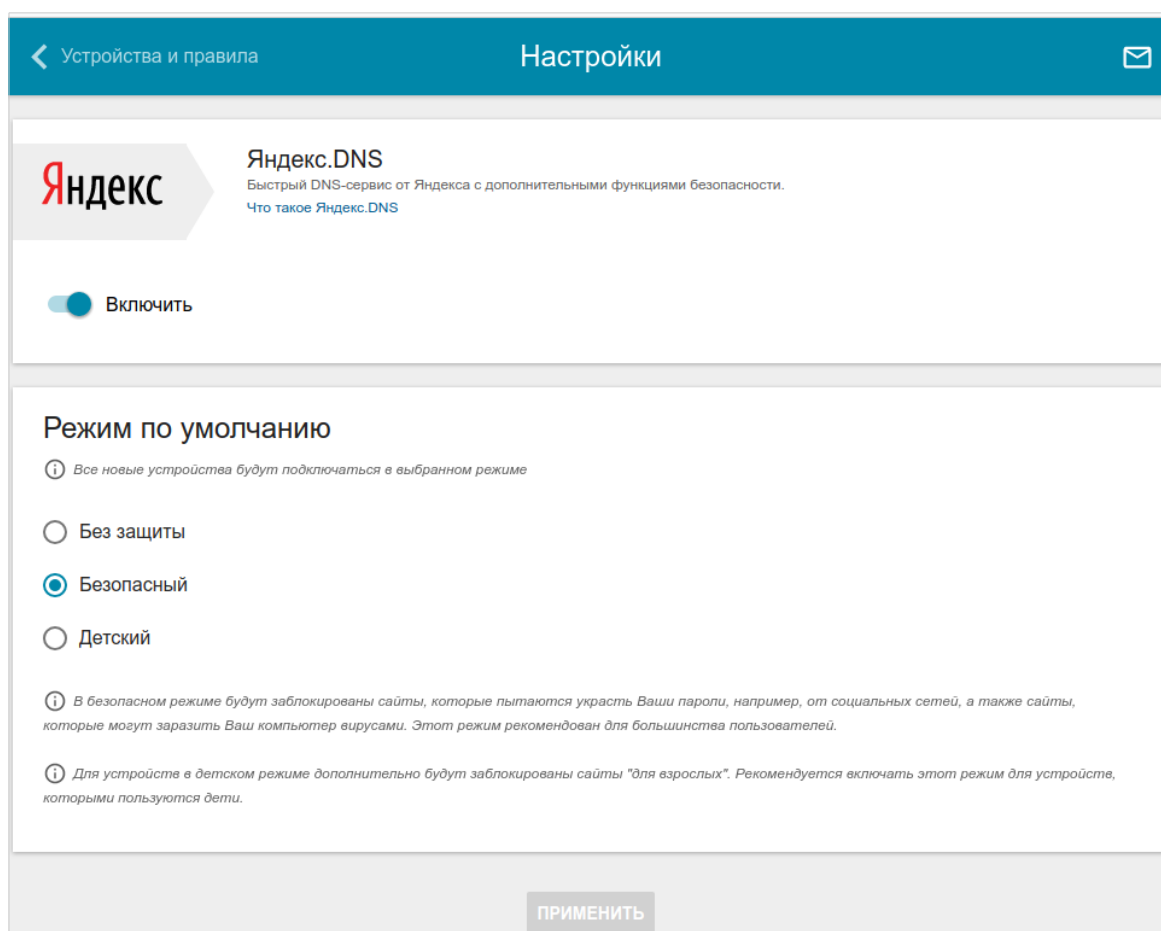 Устройства и правила
Настройки
Яндекс
Яндекс.DNS
Быстрый DNS-сервис от Яндекса с дополнительными функциями безопасности.
Что такое Яндекс.DNS
Включить
Режим по умолчанию
Все новые устройства будут подключаться в выбранном режиме
Без защиты
Безопасный
Детский
В безопасном режиме будут заблокированы сайты, которые пытаются украсть Ваши пароли, например, от социальных сетей, а также сайты,
которые могут заразить Ваш компьютер вирусами. Этот режим рекомендован для большинства пользователей.
Для устройств в детском режиме дополнительно будут заблокированы сайты "для взрослых". Рекомендуется включать этот режим для устройств,
которыми пользуются дети.
ПРИМЕНИТЬ